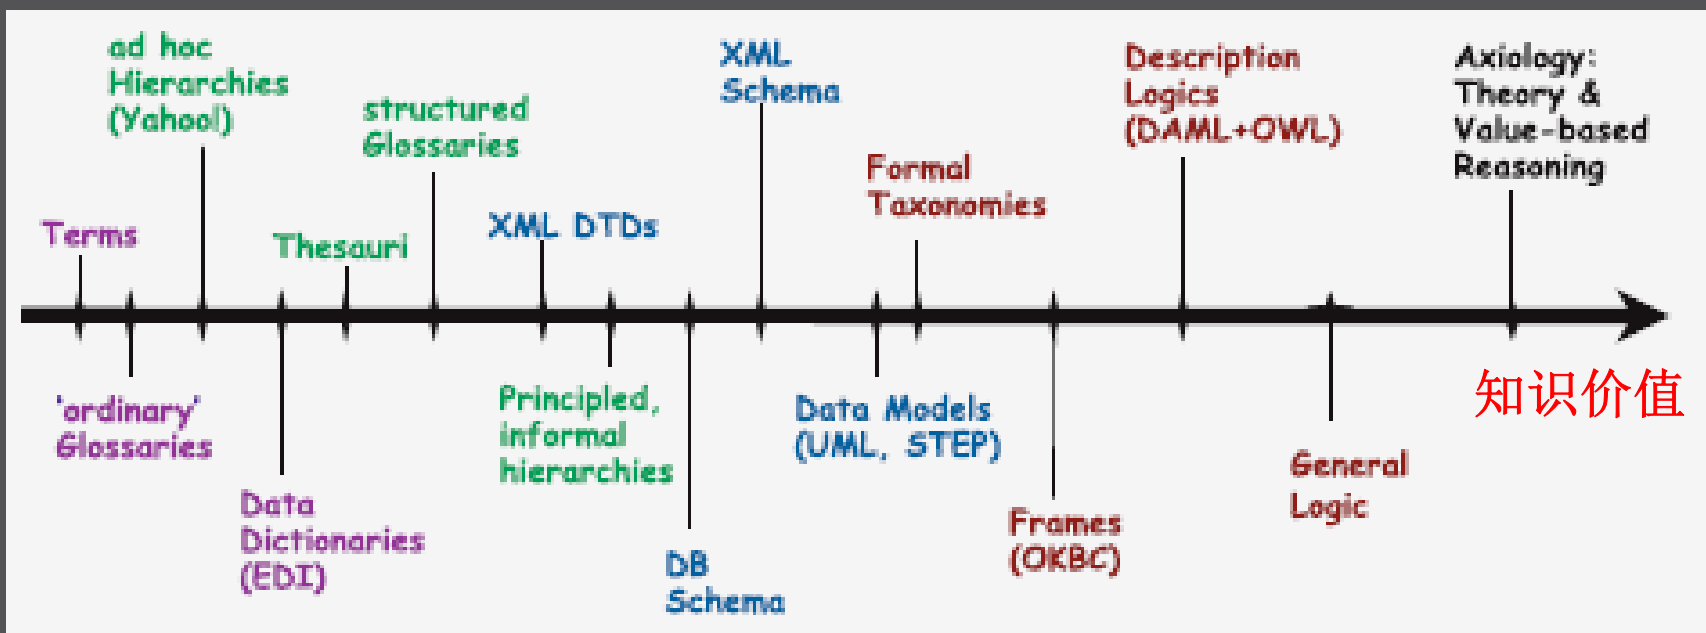 ad hoc
Hierarchies
(Yahoo!)
structured
Glossaries
XML
Schema
Description
Logics
(DAML+OWL)
Axiology:
Theory &
Value-based
Reasoning
Formal
Taxonomies
Terms
Thesauri
XML DTDs
'ordinary'
Glossaries
Data
Dictionaries
(EDI)
Principled,
informal
hierarchies
DB
Schema
Data Models
(UML, STEP)
Frames
(OKBC)
General
Logic
知识价值